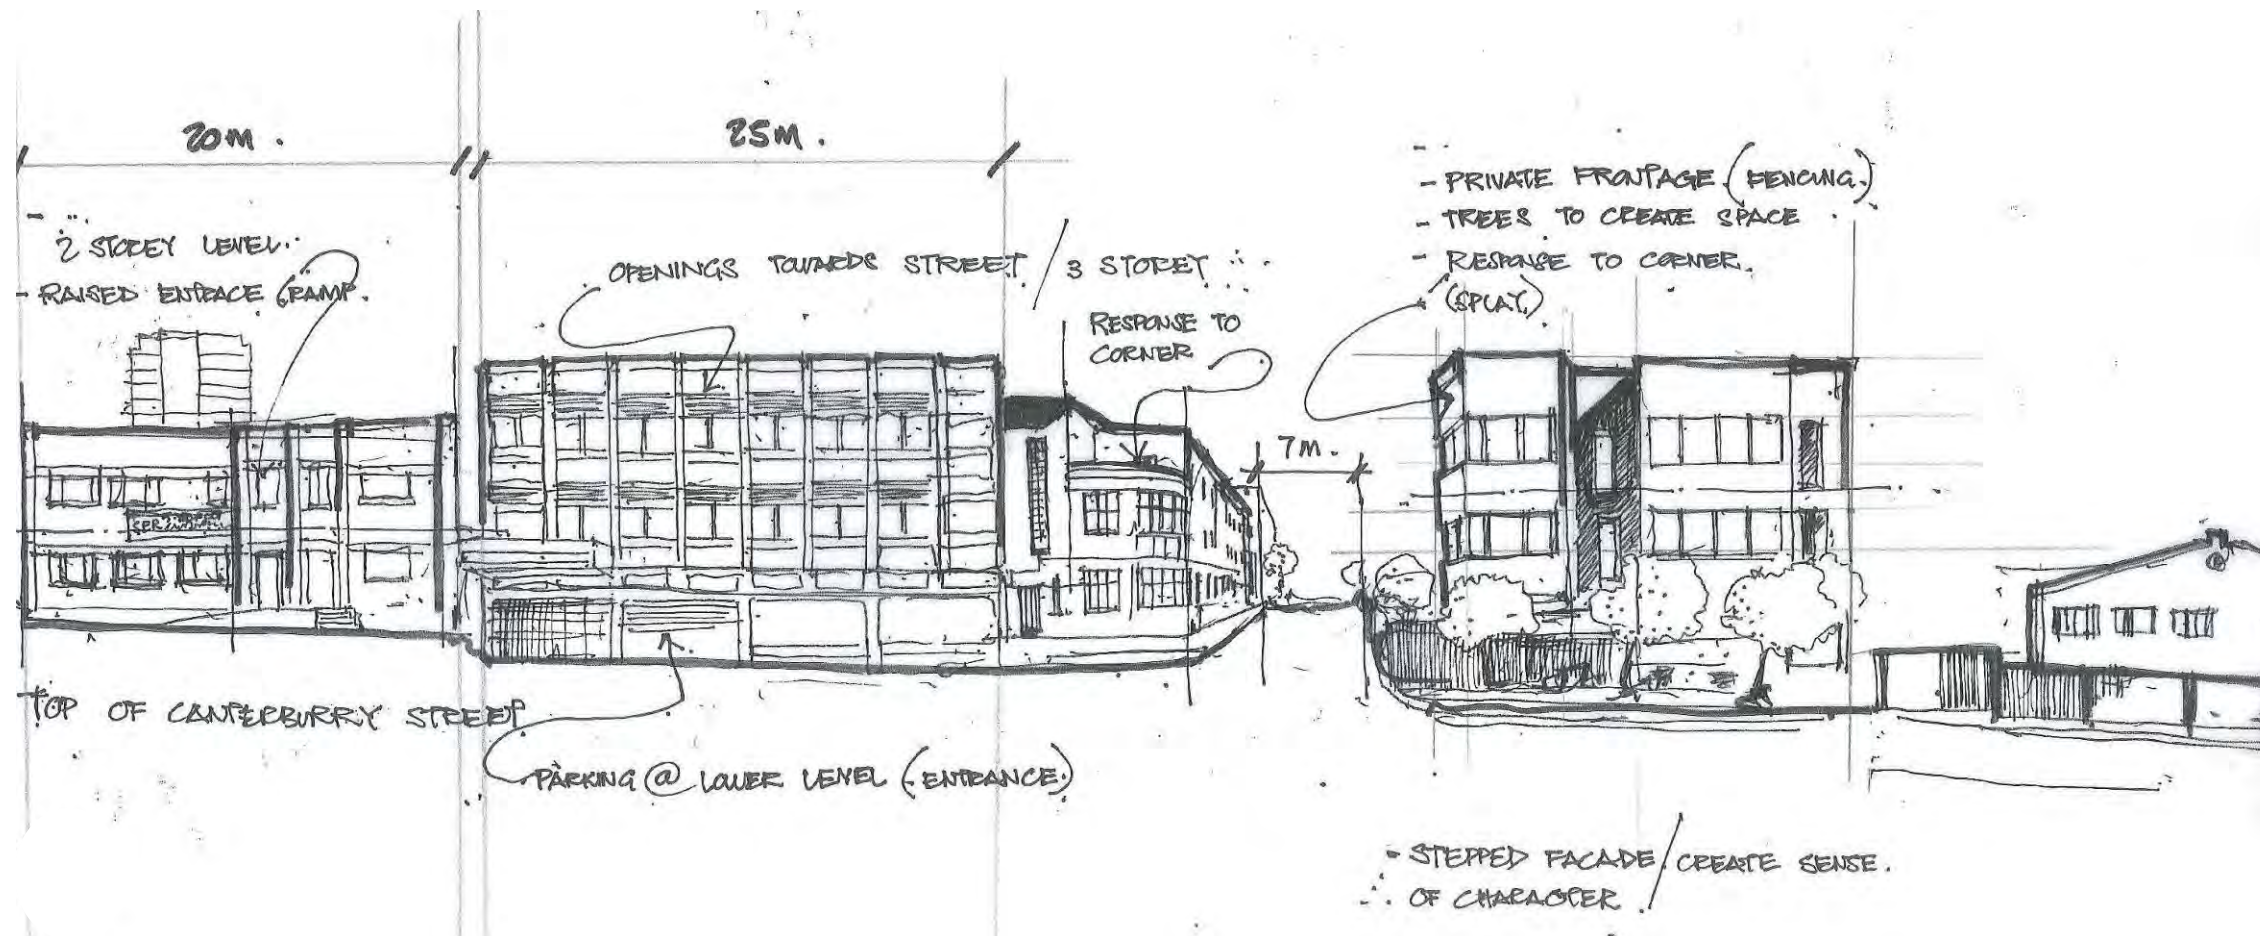 20M.
25M.
2 STOREY LEVEL.
- RAISED ENTRACE (RAMP.
OPENINGS TOWARDS STREET / 3 STOREY
RESPONSE TO
CORNER
7M.
- PRIVATE FRONTAGE (FENCING.)
- TREES TO CREATE SPACE
- RESPONSE TO CORNER.
(SPLAY.)
TOP OF CANTERBURRY STREET
PARKING @ LOWER LEVEL (ENTRANCE.)
- STEPPED FACADE / CREATE SENSE.
OF CHARACTER.